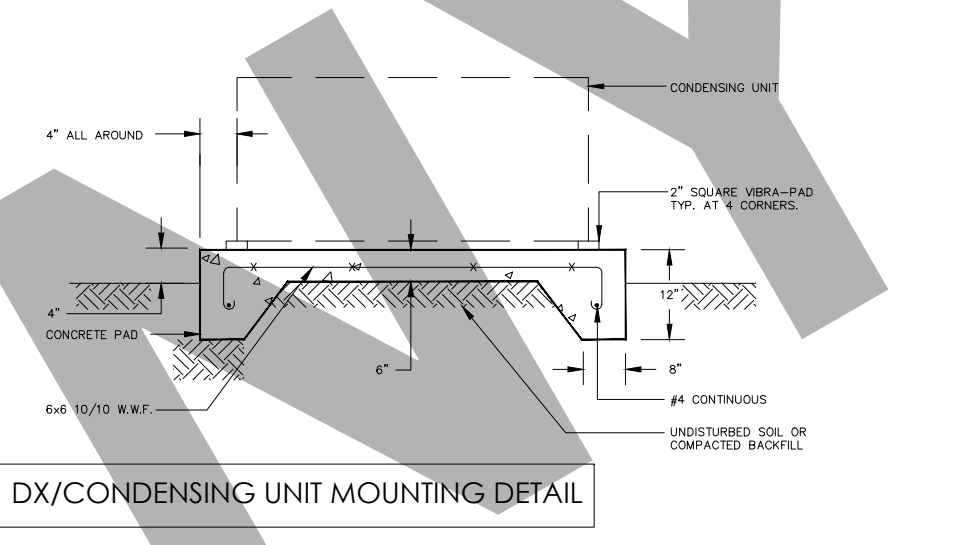 CONDENSING UNIT
4" ALL AROUND
2" SQUARE VIBRA-PAD
TYP. AT 4 CORNERS.
12"
4"
CONCRETE PAD
6"
8"
6x6 10/10 W.W.F.
#4 CONTINUOUS
UNDISTURBED SOIL OR
COMPACTED BACKFILL
DX/CONDENSING UNIT MOUNTING DETAIL